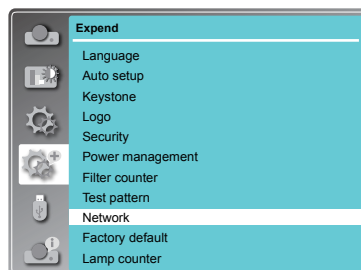 Expend
Language
Auto setup
Keystone
Logo
Security
Power management
Filter counter
Test pattern
Network
Factory default
Lamp counter